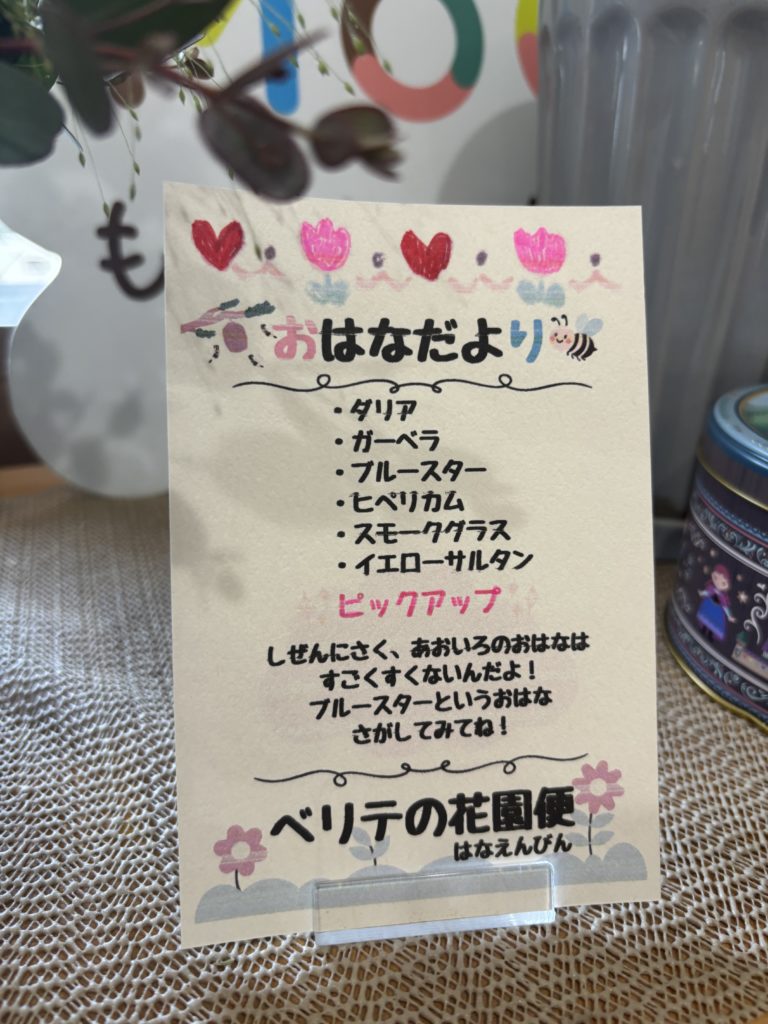 も
おはなだより
・ダリア
・ガーベラ
・ブルースター
・ヒペリカム
・スモークグラス
・イエローサルタン
ピックアップ
しぜんにさく、あおいろのおはなは
すごくすくないんだよ！
ブルースターというおはな
さがしてみてね！
ベリテの花園便
はなえんびん